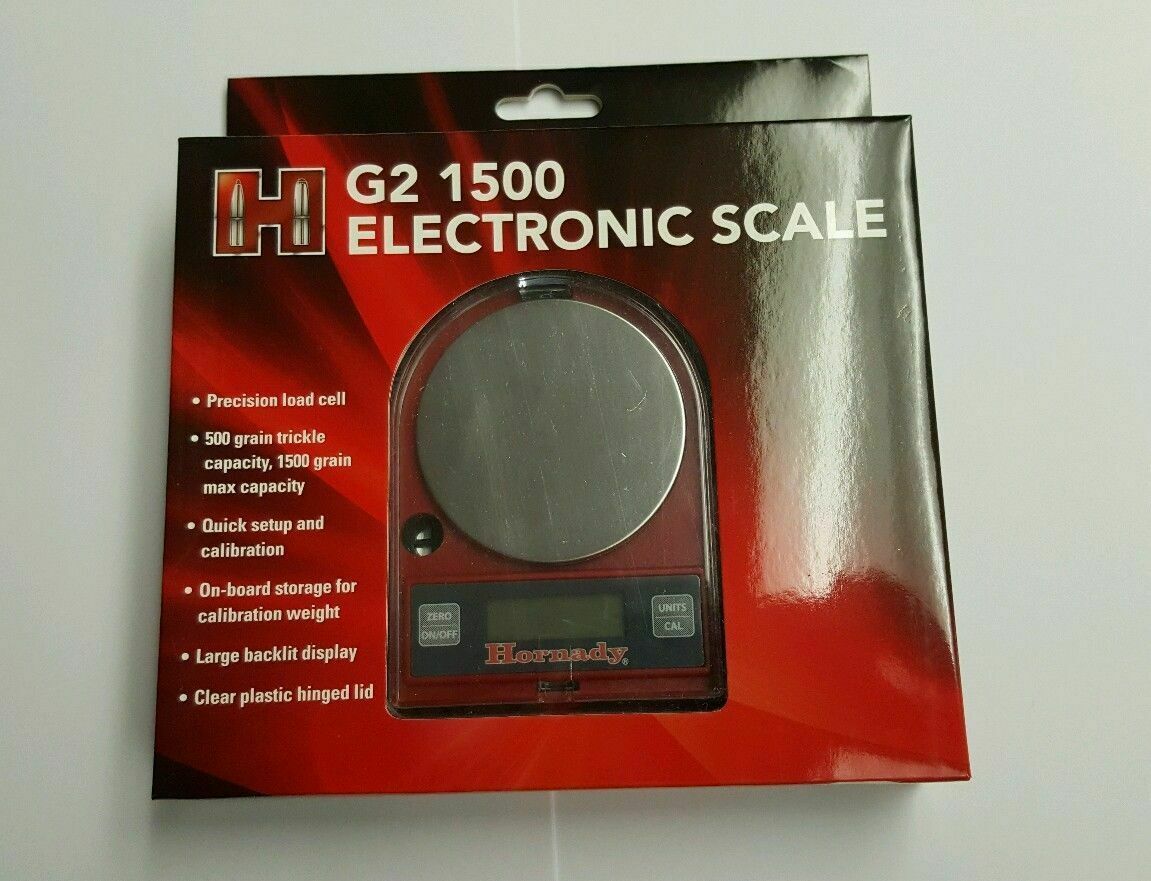 H
G2 1500
ELECTRONIC SCALE
• Precision load cell
• 500 grain trickle
capacity, 1500 grain
max capacity
• Quick setup and
calibration
• On-board storage for
calibration weight
• Large backlit display
• Clear plastic hinged lid
ZERO
ON/OFF
UNITS
CAL
Hornady®